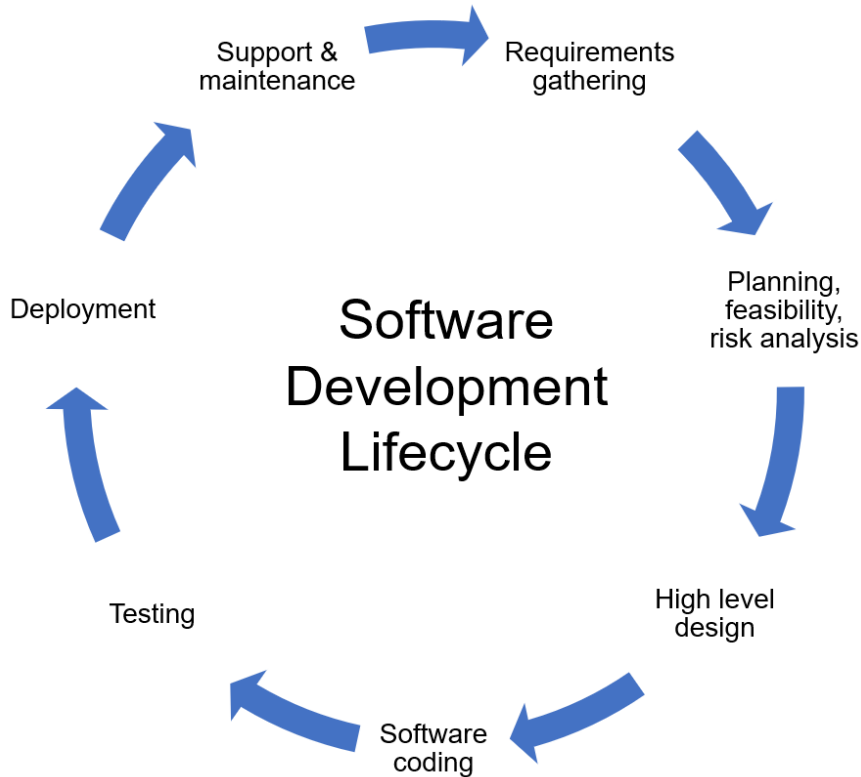 Support &
maintenance
Requirements
gathering
Planning,
feasibility,
risk analysis
High level
design
Software
coding
Testing
Deployment
Software
Development
Lifecycle